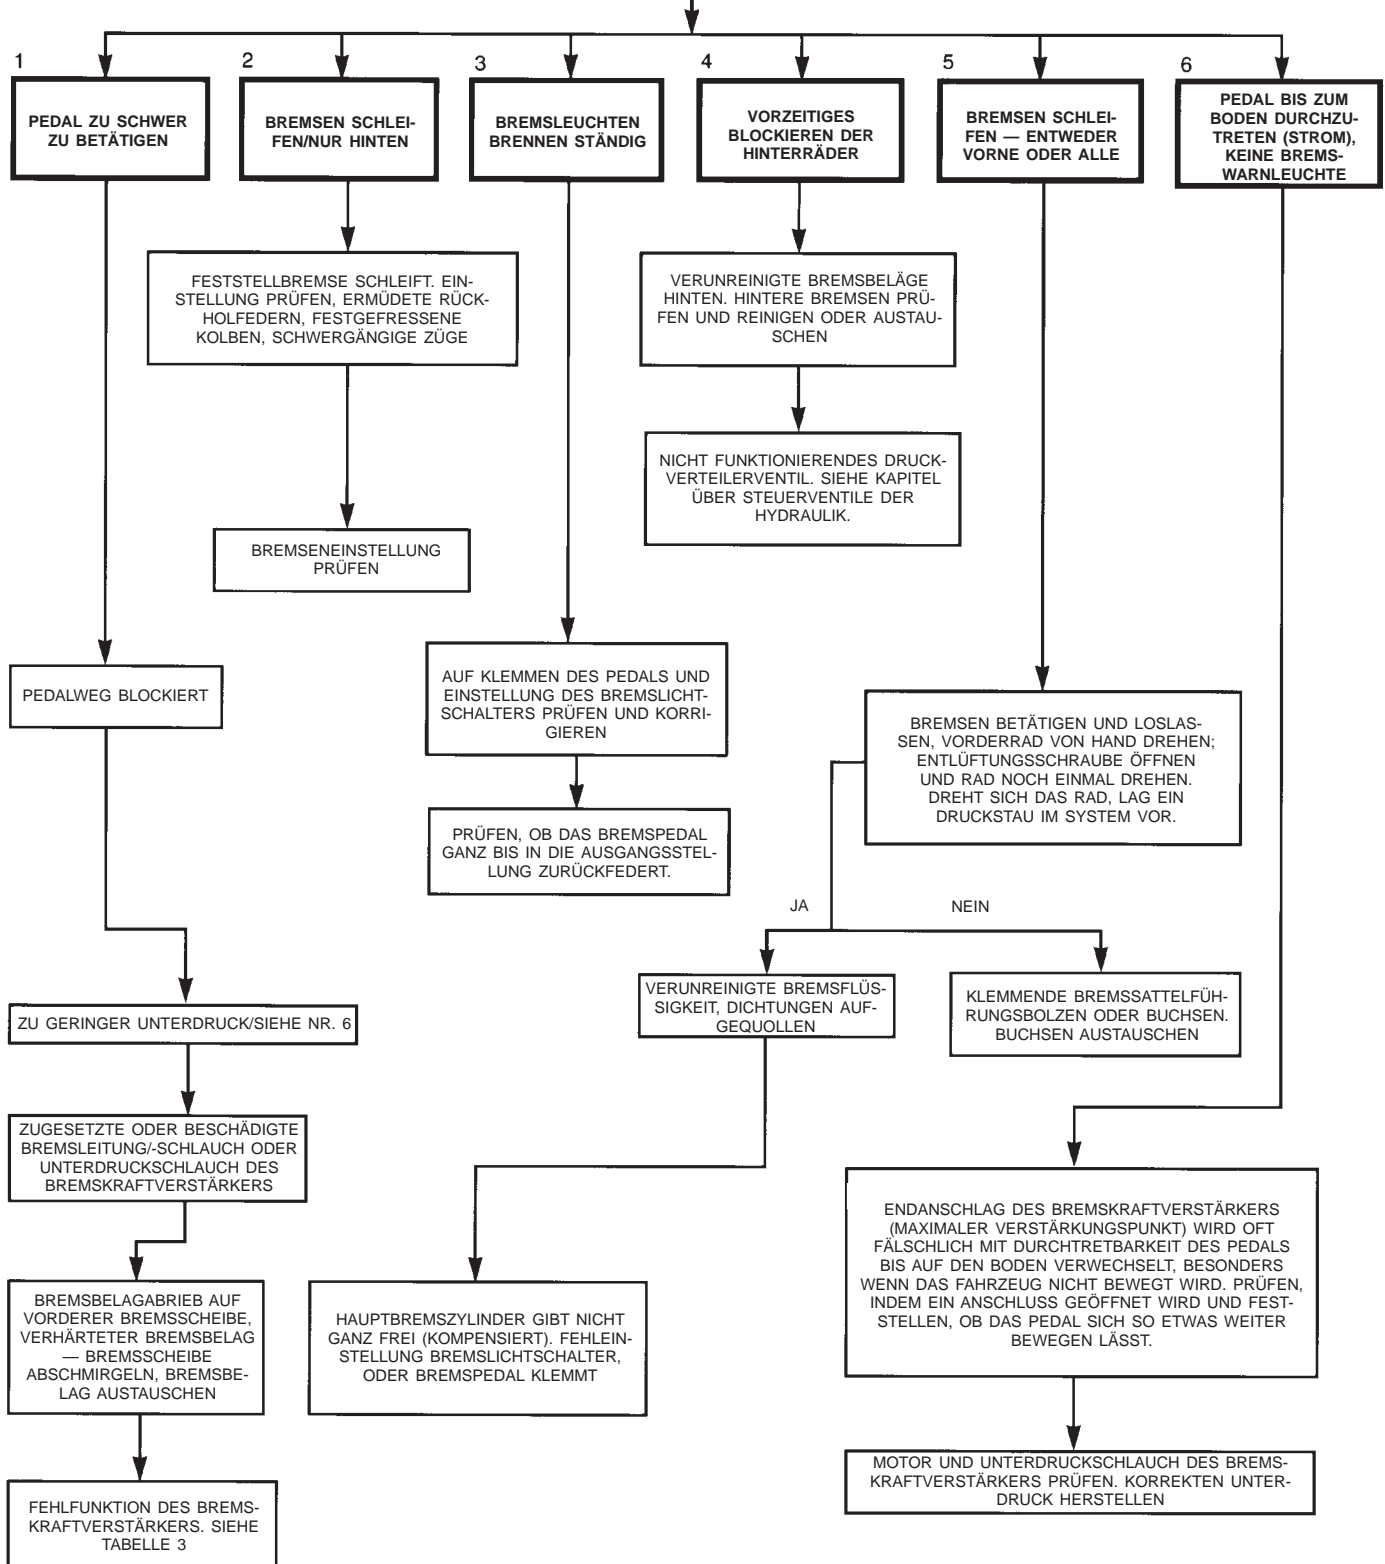 1
2
3
4
5
6
PEDAL ZU SCHWER
ZU BETÄTIGEN
BREMSEN SCHLEI-
FEN/NUR HINTEN
BREMSLEUCHTEN
BRENNEN STÄNDIG
VORZEITIGES
BLOCKIEREN DER
HINTERRÄDER
BREMSEN SCHLEI-
FEN — ENTWEDER
VORNE ODER ALLE
PEDAL BIS ZUM
BODEN DURCHZU-
TRETEN (STROM),
KEINE BREMS-
WARNLEUCHTE
FESTSTELLBREMSE SCHLEIFT. EIN-
STELLUNG PRÜFEN, ERMÜDETE RÜCK-
HOLFEDERN, FESTGEFRESSENE
KOLBEN, SCHWERGÄNGIGE ZÜGE
VERUNREINIGTE BREMSBELÄGE
HINTEN. HINTERE BREMSEN PRÜ-
FEN UND REINIGEN ODER AUSTAU-
SCHEN
NICHT FUNKTIONIERENDES DRUCK-
VERTEILERVENTIL. SIEHE KAPITEL
ÜBER STEUERVENTILE DER
HYDRAULIK.
BREMSENEINSTELLUNG
PRÜFEN
PEDALWEG BLOCKIERT
AUF KLEMMEN DES PEDALS UND
EINSTELLUNG DES BREMSLICHT-
SCHALTERS PRÜFEN UND KORRI-
GIEREN
BREMSEN BETÄTIGEN UND LOSLAS-
SEN, VORDERRAD VON HAND DREHEN;
ENTLÜFTUNGSSCHRAUBE ÖFFNEN
UND RAD NOCH EINMAL DREHEN.
DREHT SICH DAS RAD, LAG EIN
DRUCKSTAU IM SYSTEM VOR.
PRÜFEN, OB DAS BREMSPEDAL
GANZ BIS IN DIE AUSGANGSSTEL-
LUNG ZURÜCKFEDERT.
JA
NEIN
VERUNREINIGTE BREMSFLÜS-
SIGKEIT, DICHTUNGEN AUF-
GEQUOLLEN
KLEMMENDE BREMSSATTELFÜH-
RUNGSBOLZEN ODER BUCHSEN.
BUCHSEN AUSTAUSCHEN
ZU GERINGER UNTERDRUCK/SIEHE NR. 6
ZUGESETZTE ODER BESCHÄDIGTE
BREMSLEITUNG/-SCHLAUCH ODER
UNTERDRUCKSCHLAUCH DES
BREMSKRAFTVERSTÄRKERS
ENDANSCHLAG DES BREMSKRAFTVERSTÄRKERS
(MAXIMALER VERSTÄRKUNGSPUNKT) WIRD OFT
FÄLSCHLICH MIT DURCHTRETBARKEIT DES PEDALS
BIS AUF DEN BODEN VERWECHSELT, BESONDERS
WENN DAS FAHRZEUG NICHT BEWEGT WIRD. PRÜFEN,
INDEM EIN ANSCHLUSS GEÖFFNET WIRD UND FEST-
STELLEN, OB DAS PEDAL SICH SO ETWAS WEITER
BEWEGEN LÄSST.
BREMSBELAGABRIEB AUF
VORDERER BREMSSCHEIBE,
VERHÄRTETER BREMSBELAG
— BREMSSCHEIBE
ABSCHMIRGELN, BREMSBE-
LAG AUSTAUSCHEN
HAUPTBREMSZYLINDER GIBT NICHT
GANZ FREI (KOMPENSIERT). FEHLEIN-
STELLUNG BREMSLICHTSCHALTER,
ODER BREMSPEDAL KLEMMT
MOTOR UND UNTERDRUCKSCHLAUCH DES BREMS-
KRAFTVERSTÄRKERS PRÜFEN. KORREKTEN UNTER-
DRUCK HERSTELLEN
FEHLFUNKTION DES BREMS-
KRAFTVERSTÄRKERS. SIEHE
TABELLE 3